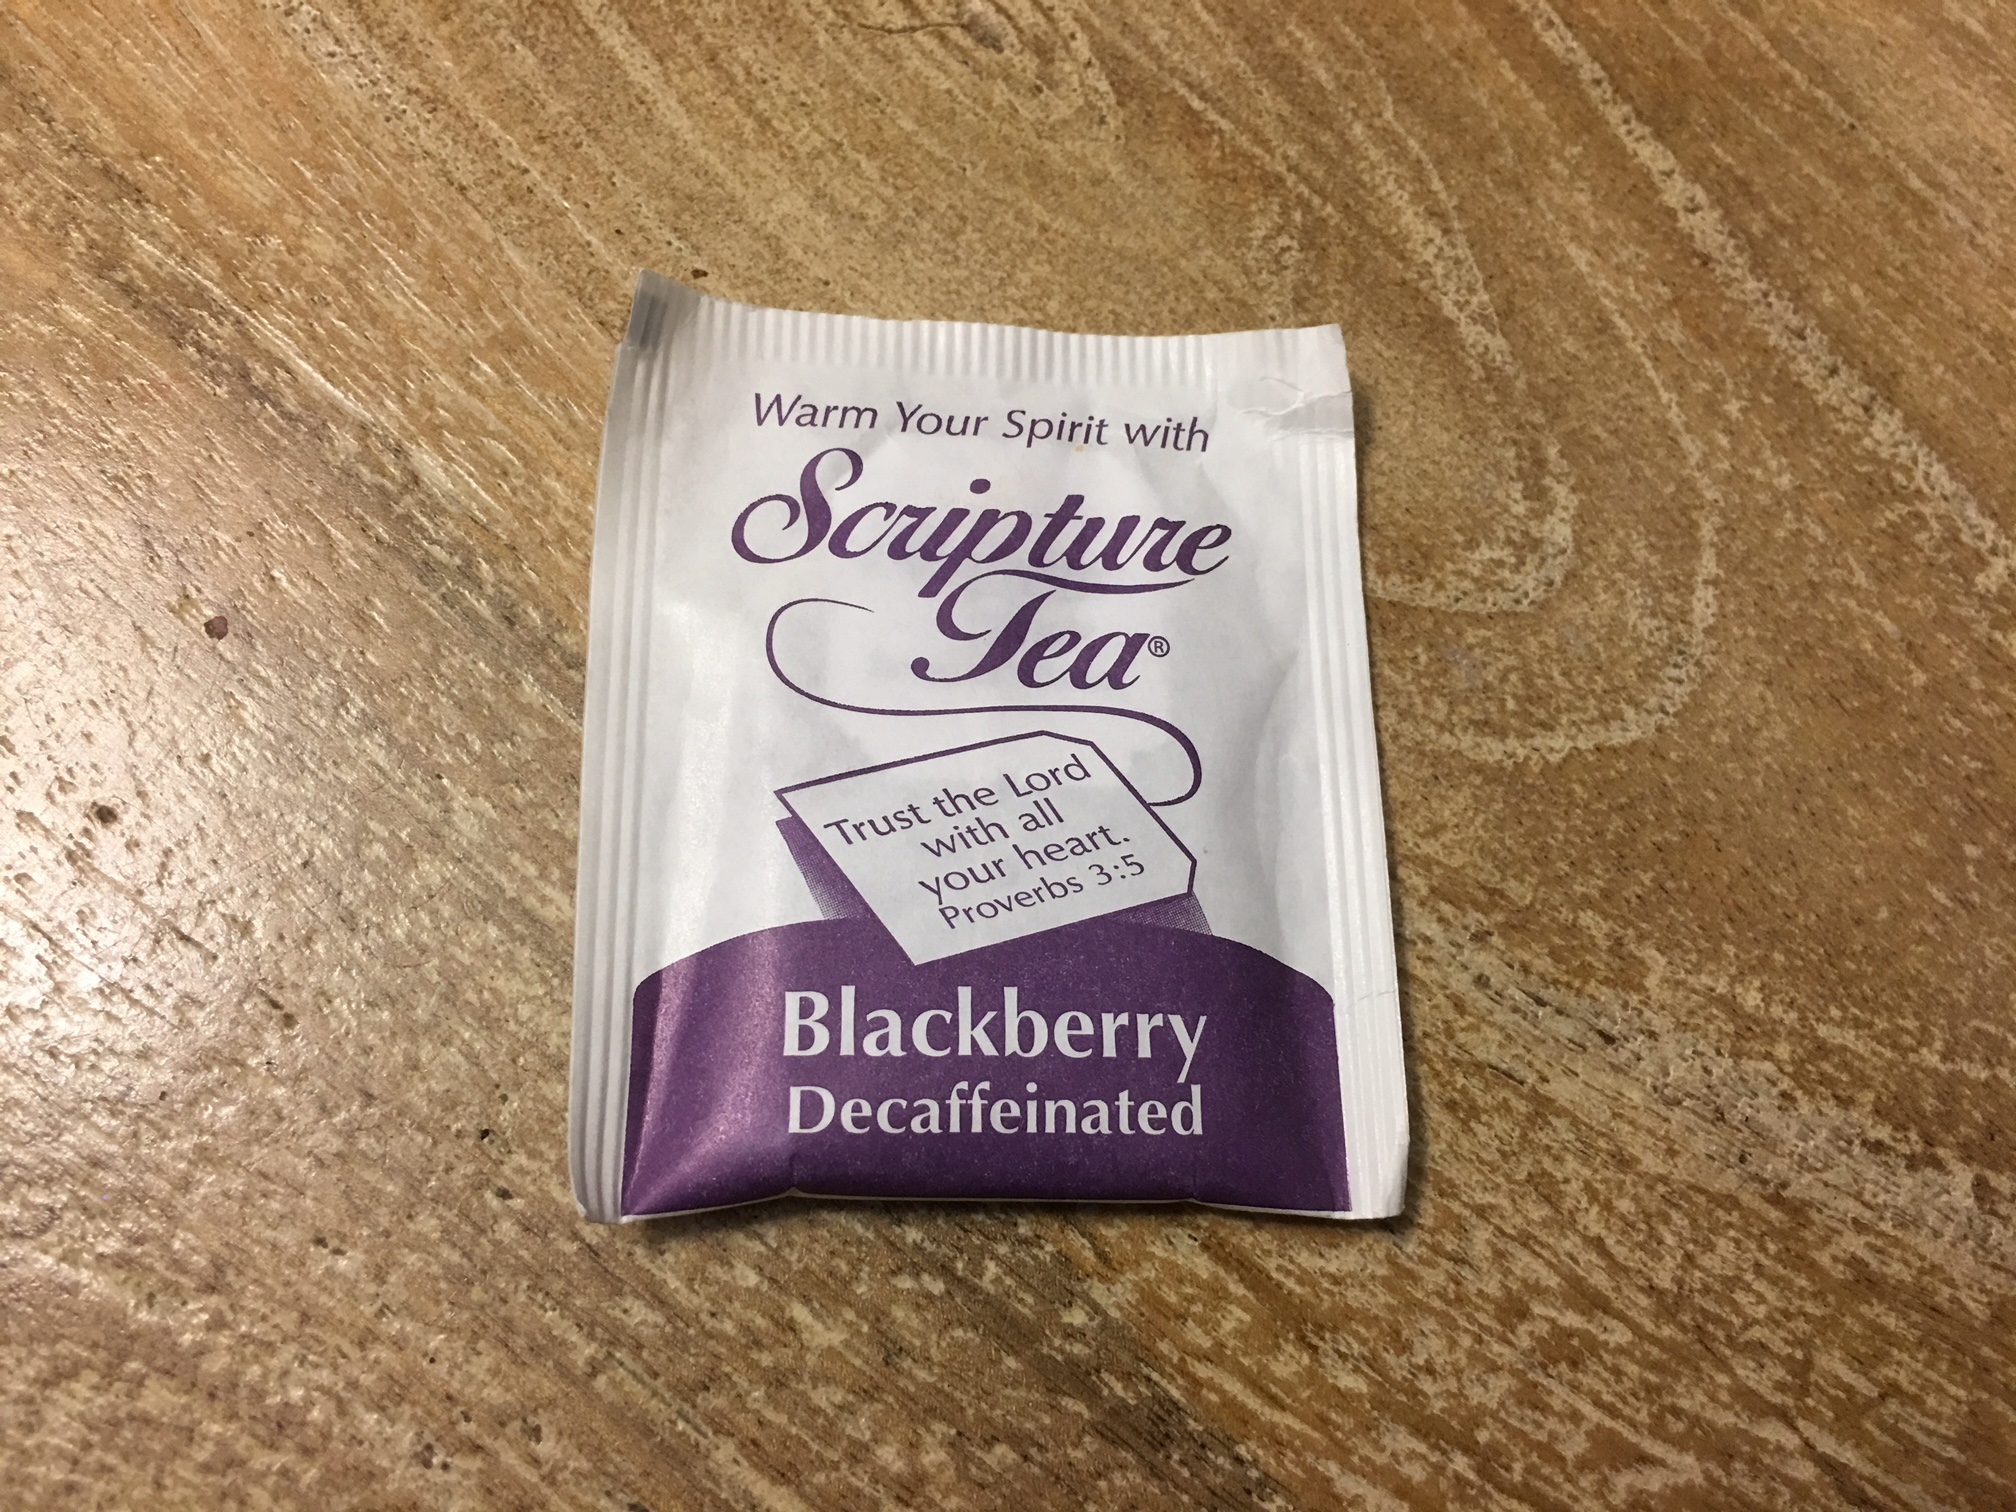 Warm Your Spirit with
Scripture
Tea®
Trust the Lord
with all
your heart.
Proverbs 3:5
Blackberry
Decaffeinated